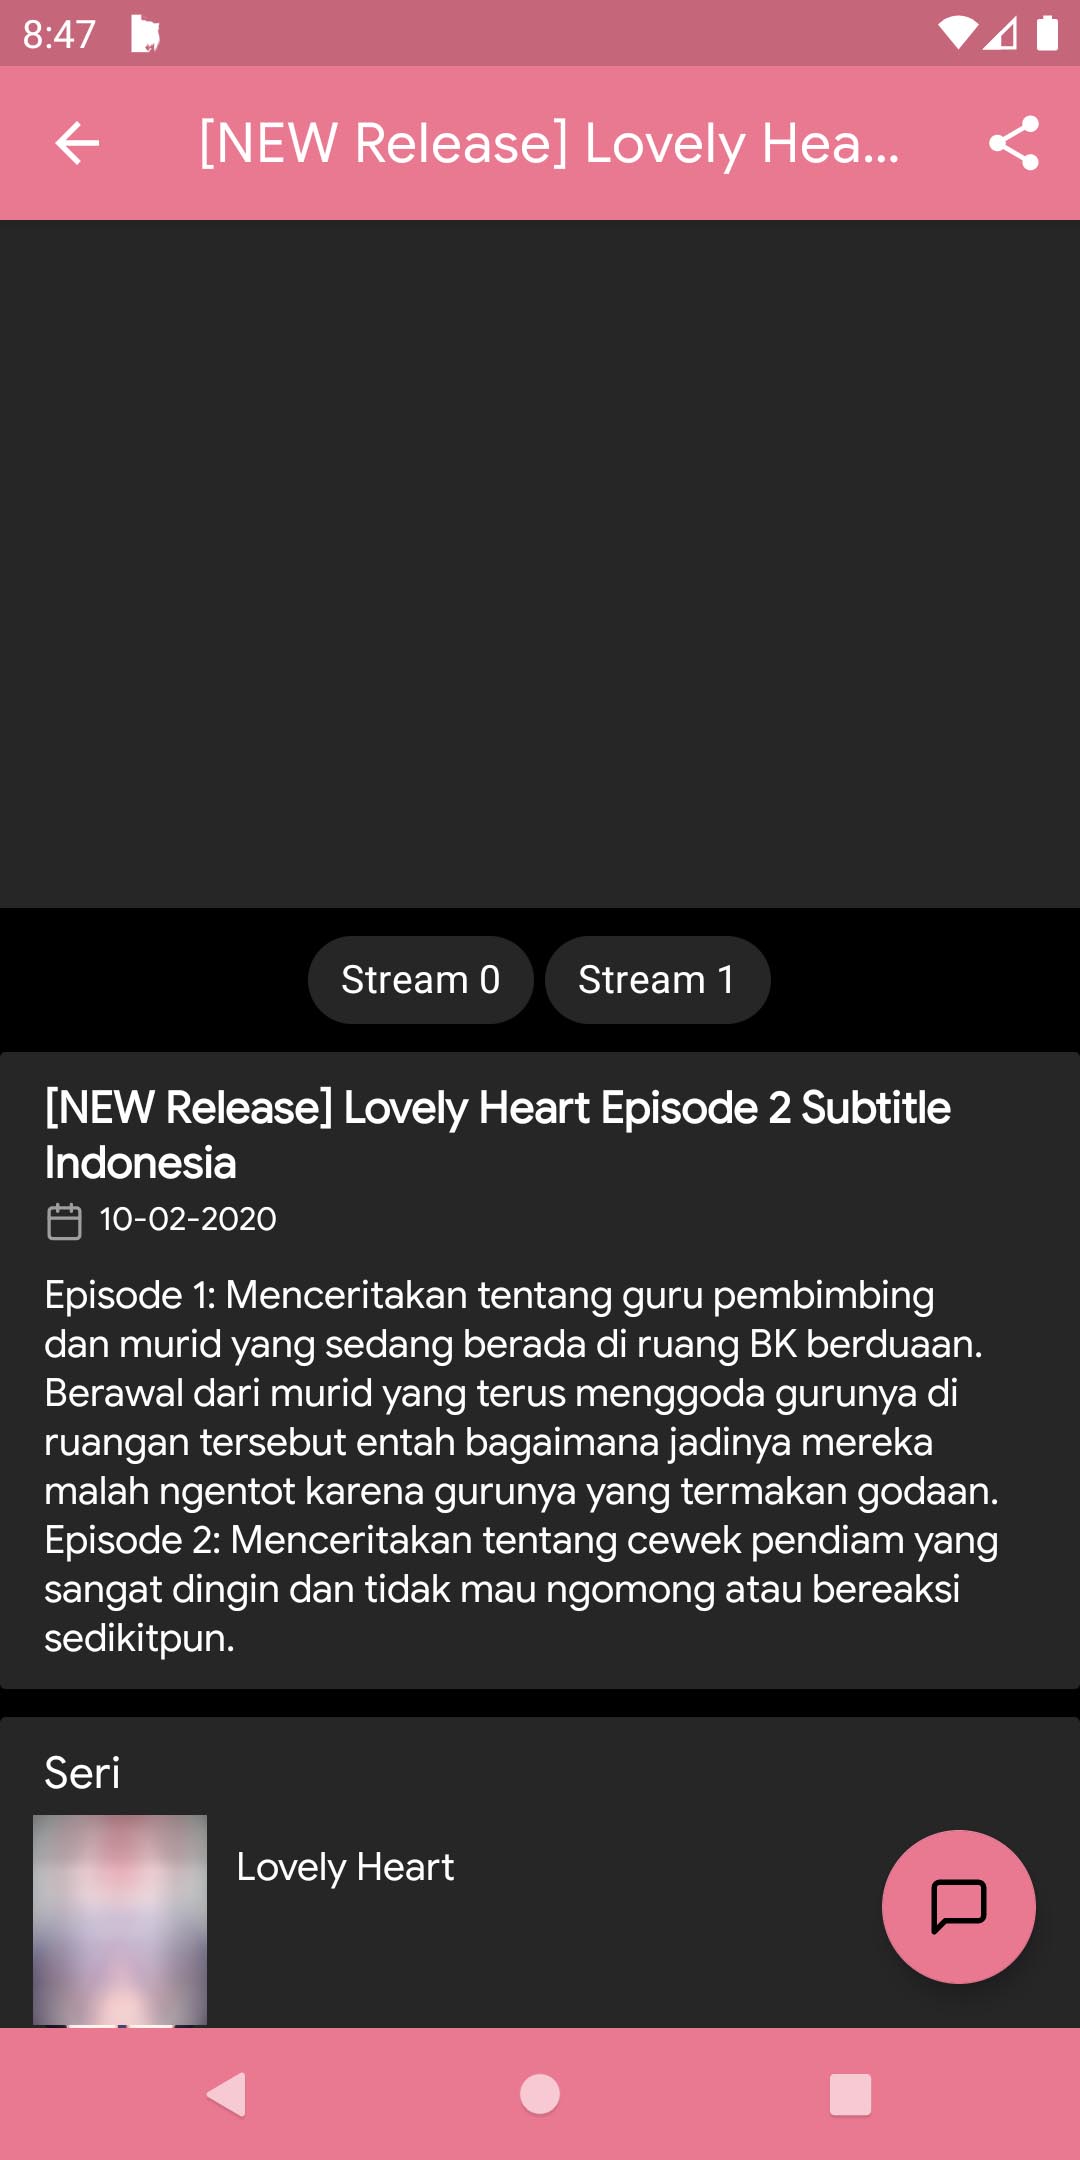 8:47
[NEW Release] Lovely Hea...
Stream 0
Stream 1
[NEW Release] Lovely Heart Episode 2 Subtitle
Indonesia
10-02-2020
Episode 1: Menceritakan tentang guru pembimbing
dan murid yang sedang berada di ruang BK berduaan.
Berawal dari murid yang terus menggoda gurunya di
ruangan tersebut entah bagaimana jadinya mereka
malah ngentot karena gurunya yang termakan godaan.
Episode 2: Menceritakan tentang cewek pendiam yang
sangat dingin dan tidak mau ngomong atau bereaksi
sedikitpun.
Seri
Lovely Heart